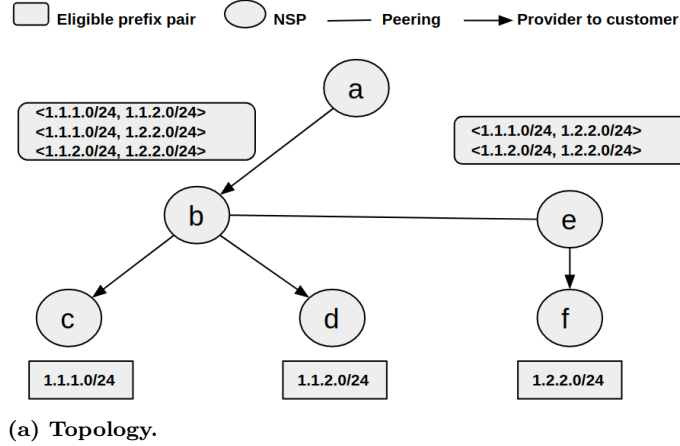 Eligible prefix pair NSP Peering Provider to customer
a
<1.1.1.0/24, 1.1.2.0/24>
<1.1.1.0/24, 1.2.2.0/24>
<1.1.2.0/24, 1.2.2.0/24>
<1.1.1.0/24, 1.2.2.0/24>
<1.1.2.0/24, 1.2.2.0/24>
b
e
c
d
f
1.1.1.0/24
1.1.2.0/24
1.2.2.0/24
(a) Topology.